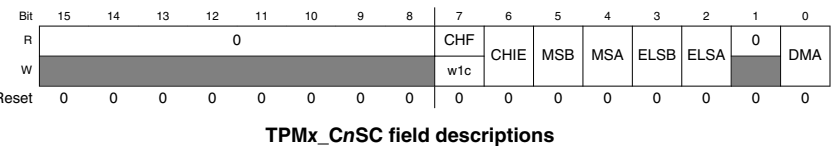 Bit 15 14 13 12 11 10 9 8 7 6 5 4 3 2 1 0
R 0 CHF CHIE MSB MSA ELSB ELSA 0 DMA
W w1c
Reset 0 0 0 0 0 0 0 0 0 0 0 0 0 0 0 0
TPMx_CnSC field descriptions